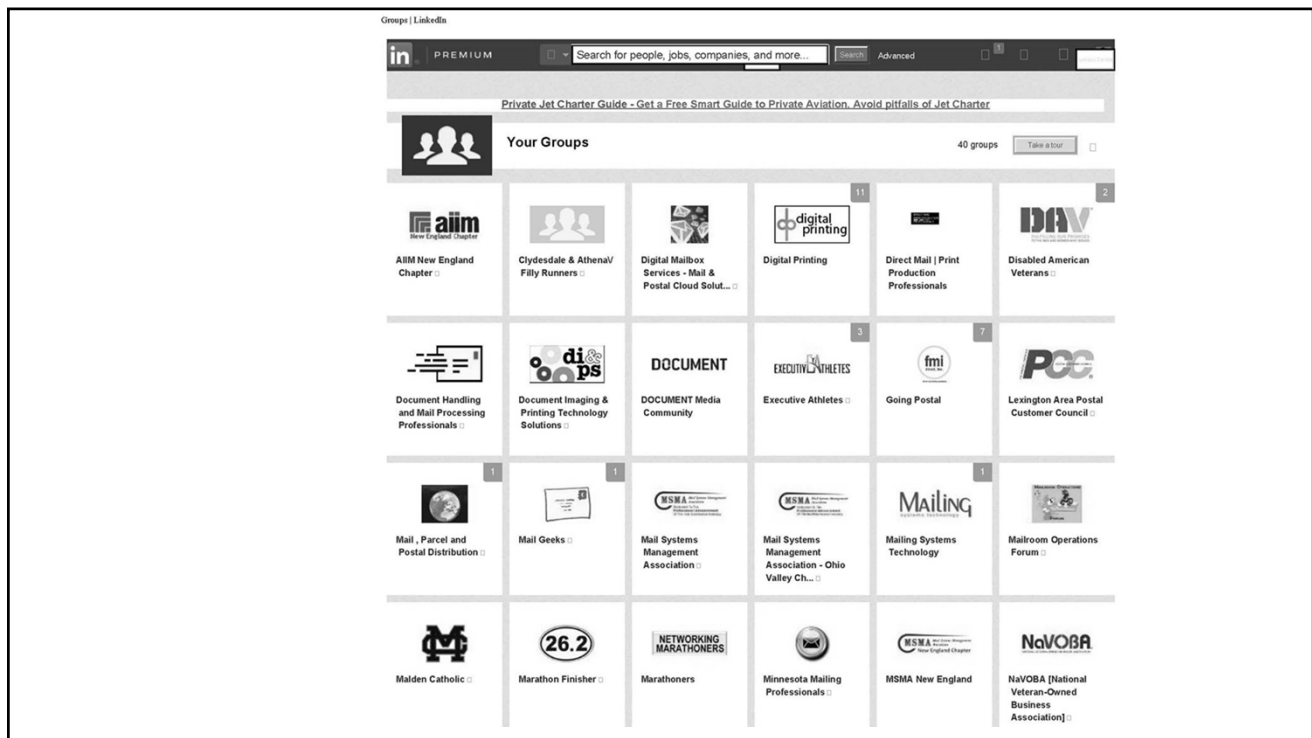 Groups | LinkedIn
in PREMIUM Search for people, jobs, companies, and more... Search Advanced 1
Private Jet Charter Guide - Get a Free Smart Guide to Private Aviation. Avoid pitfalls of Jet Charter
Your Groups 40 groups Take a tour
11 2
aiim
New England Chapter
digital
printing
DAV
AIIM New England
Chapter
Clydesdale & AthenaV
Filly Runners
Digital Mailbox
Services - Mail &
Postal Cloud Solut...
Digital Printing
Direct Mail | Print
Production
Professionals
Disabled American
Veterans
3 7
di&
ps
DOCUMENT
EXECUTIVE ATHLETES
fmi
PCC
Document Handling
and Mail Processing
Professionals
Document Imaging &
Printing Technology
Solutions
DOCUMENT Media
Community
Executive Athletes
Going Postal
Lexington Area Postal
Customer Council
1 1 1
MSMA Mail Systems Management
MSMA
MAILING
systems technology
Mail , Parcel and
Postal Distribution
Mail Geeks
Mail Systems
Management
Association
Mail Systems
Management
Association - Ohio
Valley Ch...
Mailing Systems
Technology
Mailroom Operations
Forum
MC
26.2
NETWORKING
MARATHONERS
MSMA
New England Chapter
NaVOBA
Malden Catholic
Marathon Finisher
Marathoners
Minnesota Mailing
Professionals
MSMA New England
NaVOBA [National
Veteran-Owned
Business
Association]